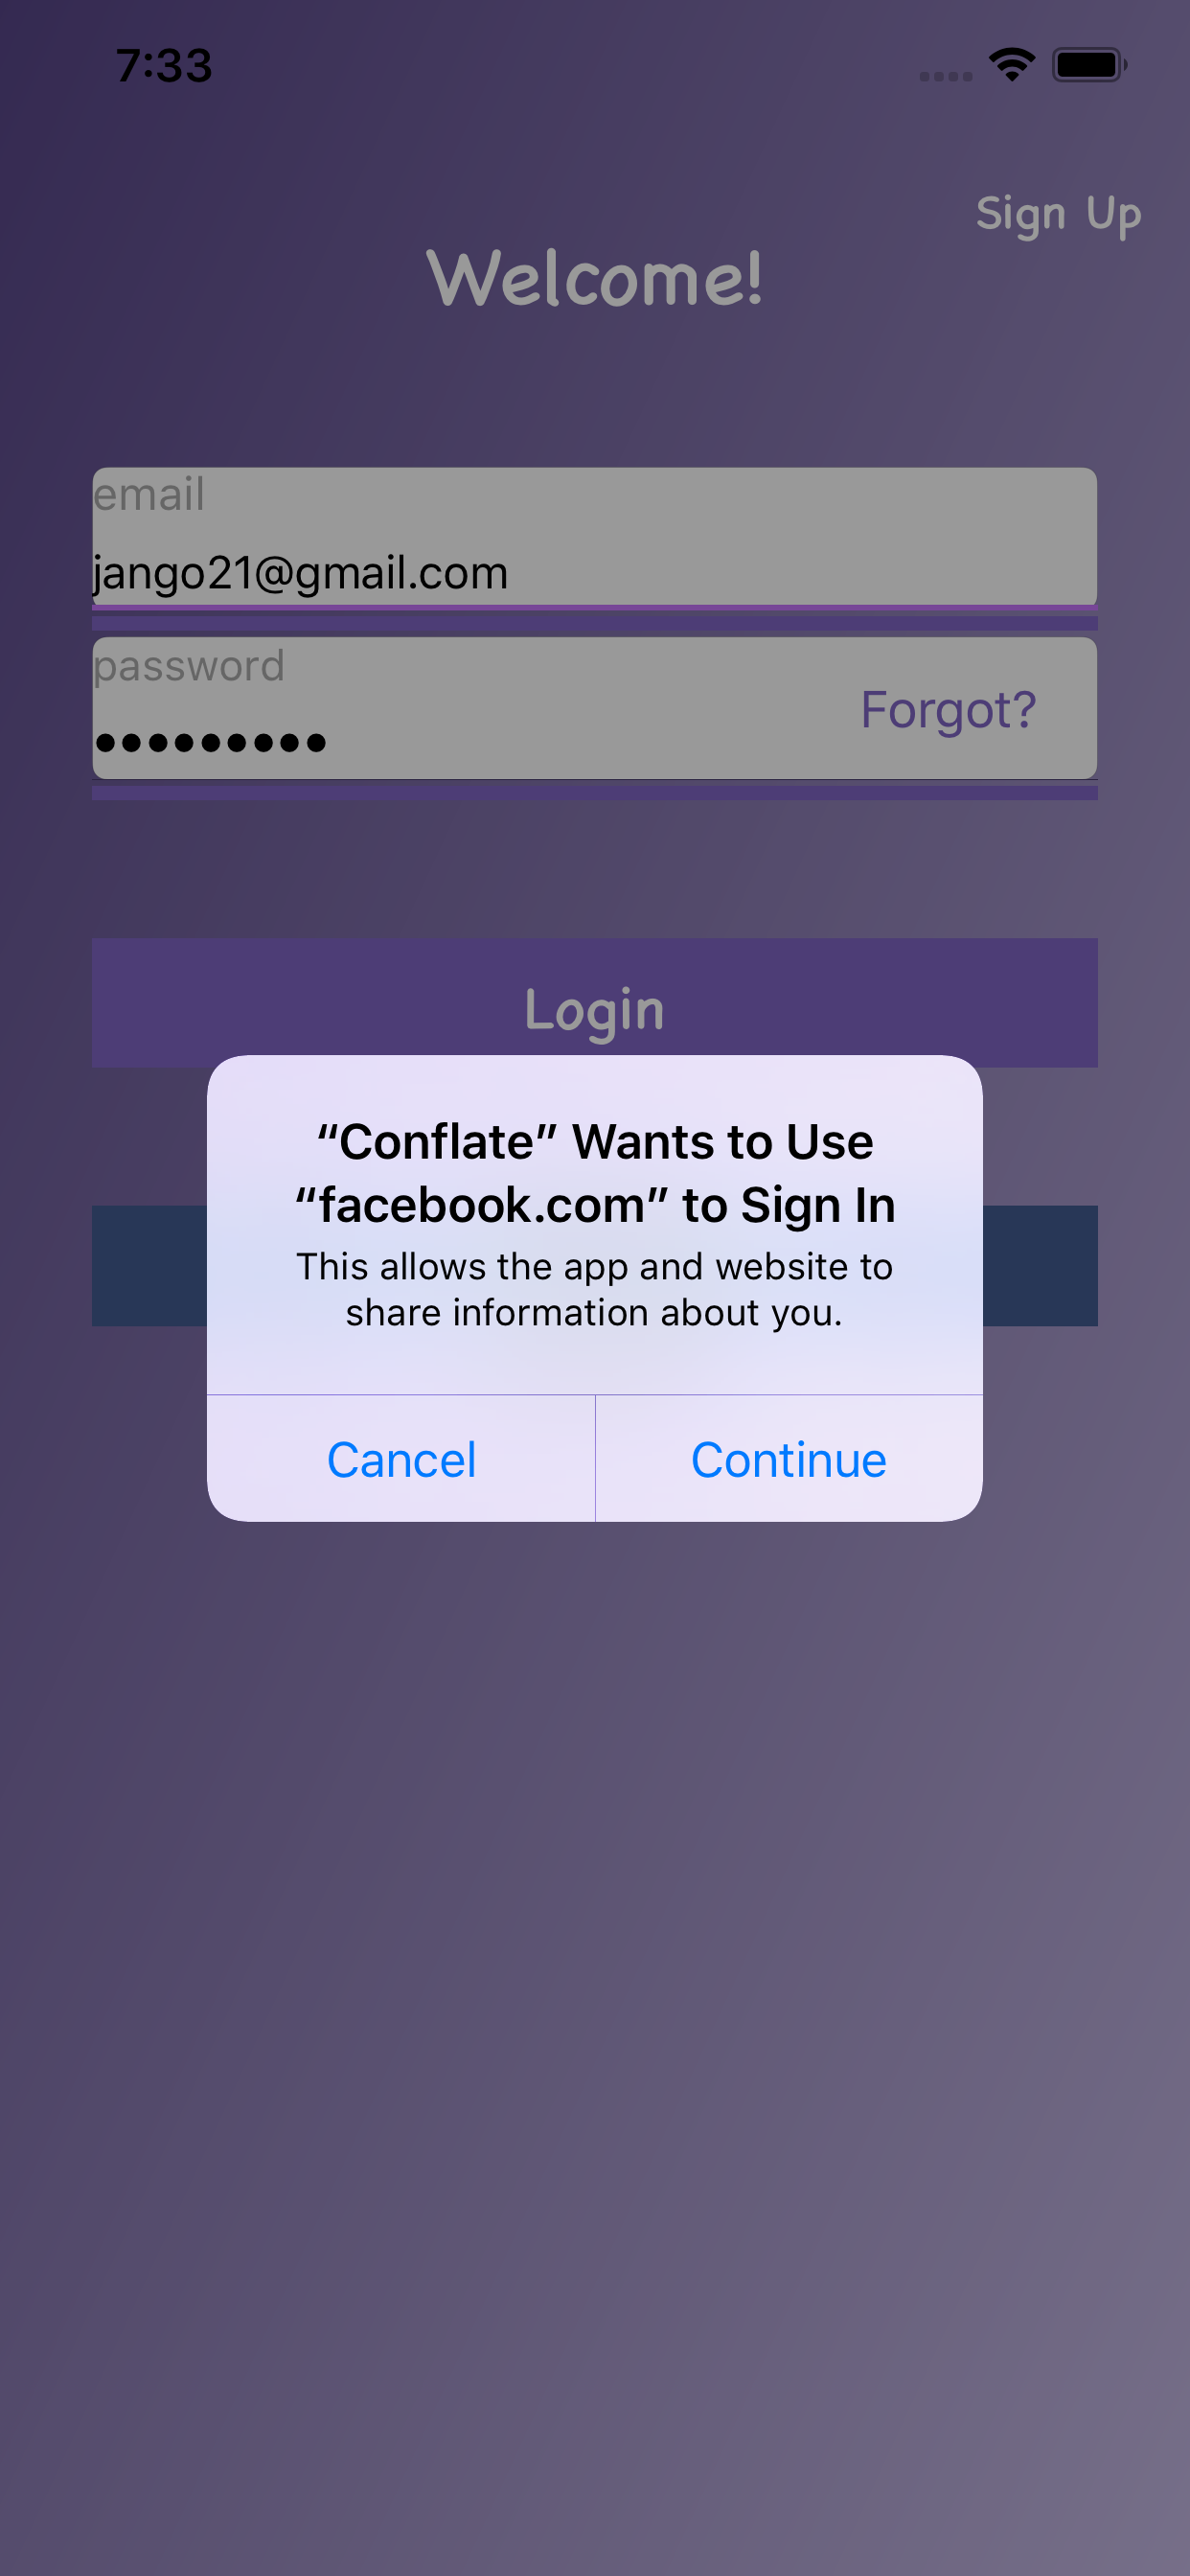 7:33
Sign Up
Welcome!
email
jango21@gmail.com
password
•••••••••
Forgot?
Login
“Conflate” Wants to Use
“facebook.com” to Sign In
This allows the app and website to
share information about you.
Cancel
Continue